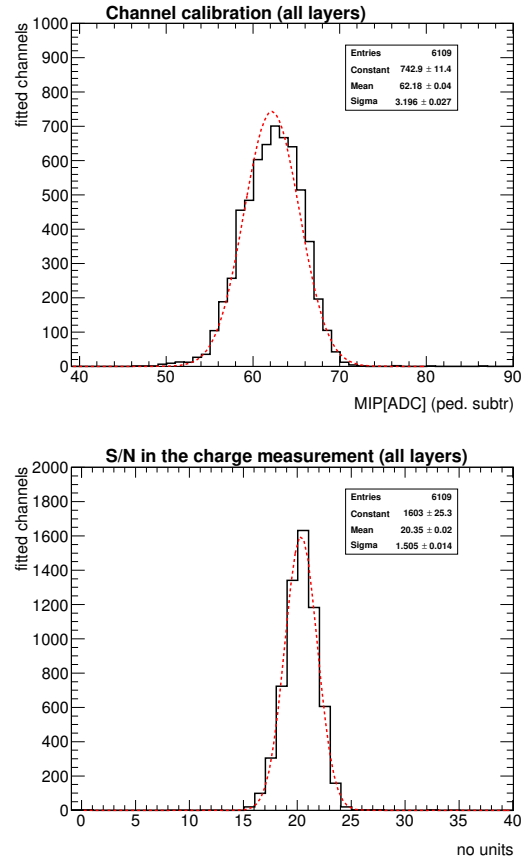 Channel calibration (all layers)
fitted channels
1000
900
800
700
600
500
400
300
200
100
0
Entries 6109
Constant 742.9 ± 11.4
Mean 62.18 ± 0.04
Sigma 3.196 ± 0.027
40 50 60 70 80 90
MIP[ADC] (ped. subtr)
S/N in the charge measurement (all layers)
fitted channels
2000
1800
1600
1400
1200
1000
800
600
400
200
0
Entries 6109
Constant 1603 ± 25.3
Mean 20.35 ± 0.02
Sigma 1.505 ± 0.014
0 5 10 15 20 25 30 35 40
no units